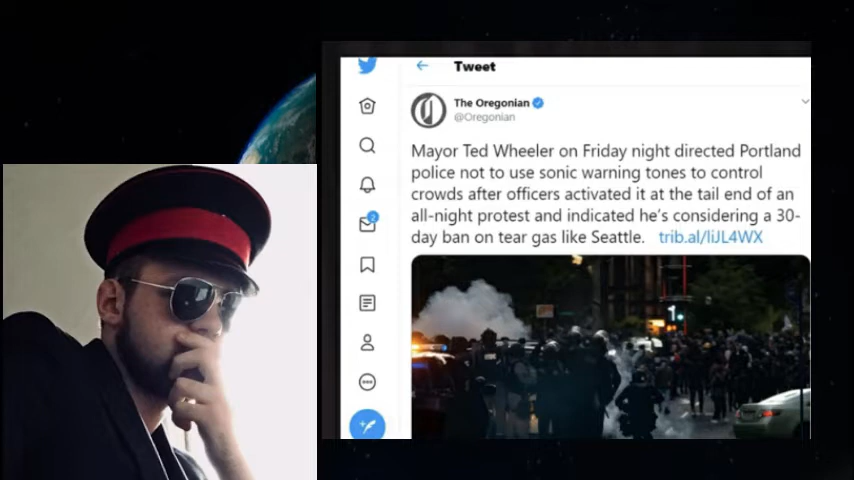 Tweet
The Oregonian
@Oregonian
Mayor Ted Wheeler on Friday night directed Portland
police not to use sonic warning tones to control
crowds after officers activated it at the tail end of an
all-night protest and indicated he's considering a 30-
day ban on tear gas like Seattle. trib.al/liJL4WX
2